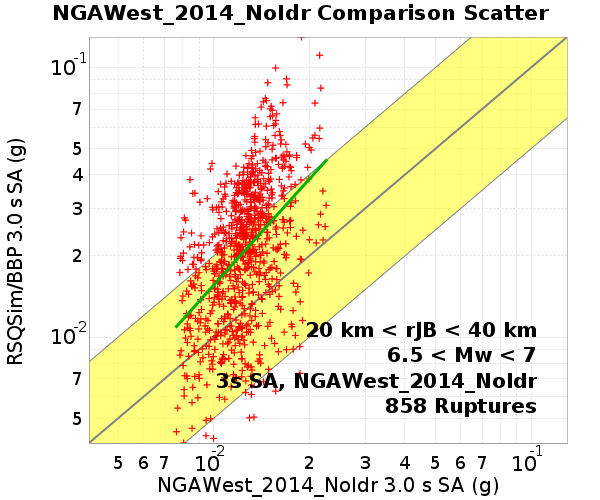 NGAWest_2014_NoIdr Comparison Scatter
RSQSim/BBP 3.0 s SA (g)
10-1
7
5
4
3
2
10-2
7
5
20 km < rJB < 40 km
6.5 < Mw < 7
3s SA, NGAWest_2014_NoIdr
858 Ruptures
5 6 7 10-2 2 3 4 5 6 7 10-1
NGAWest_2014_NoIdr 3.0 s SA (g)